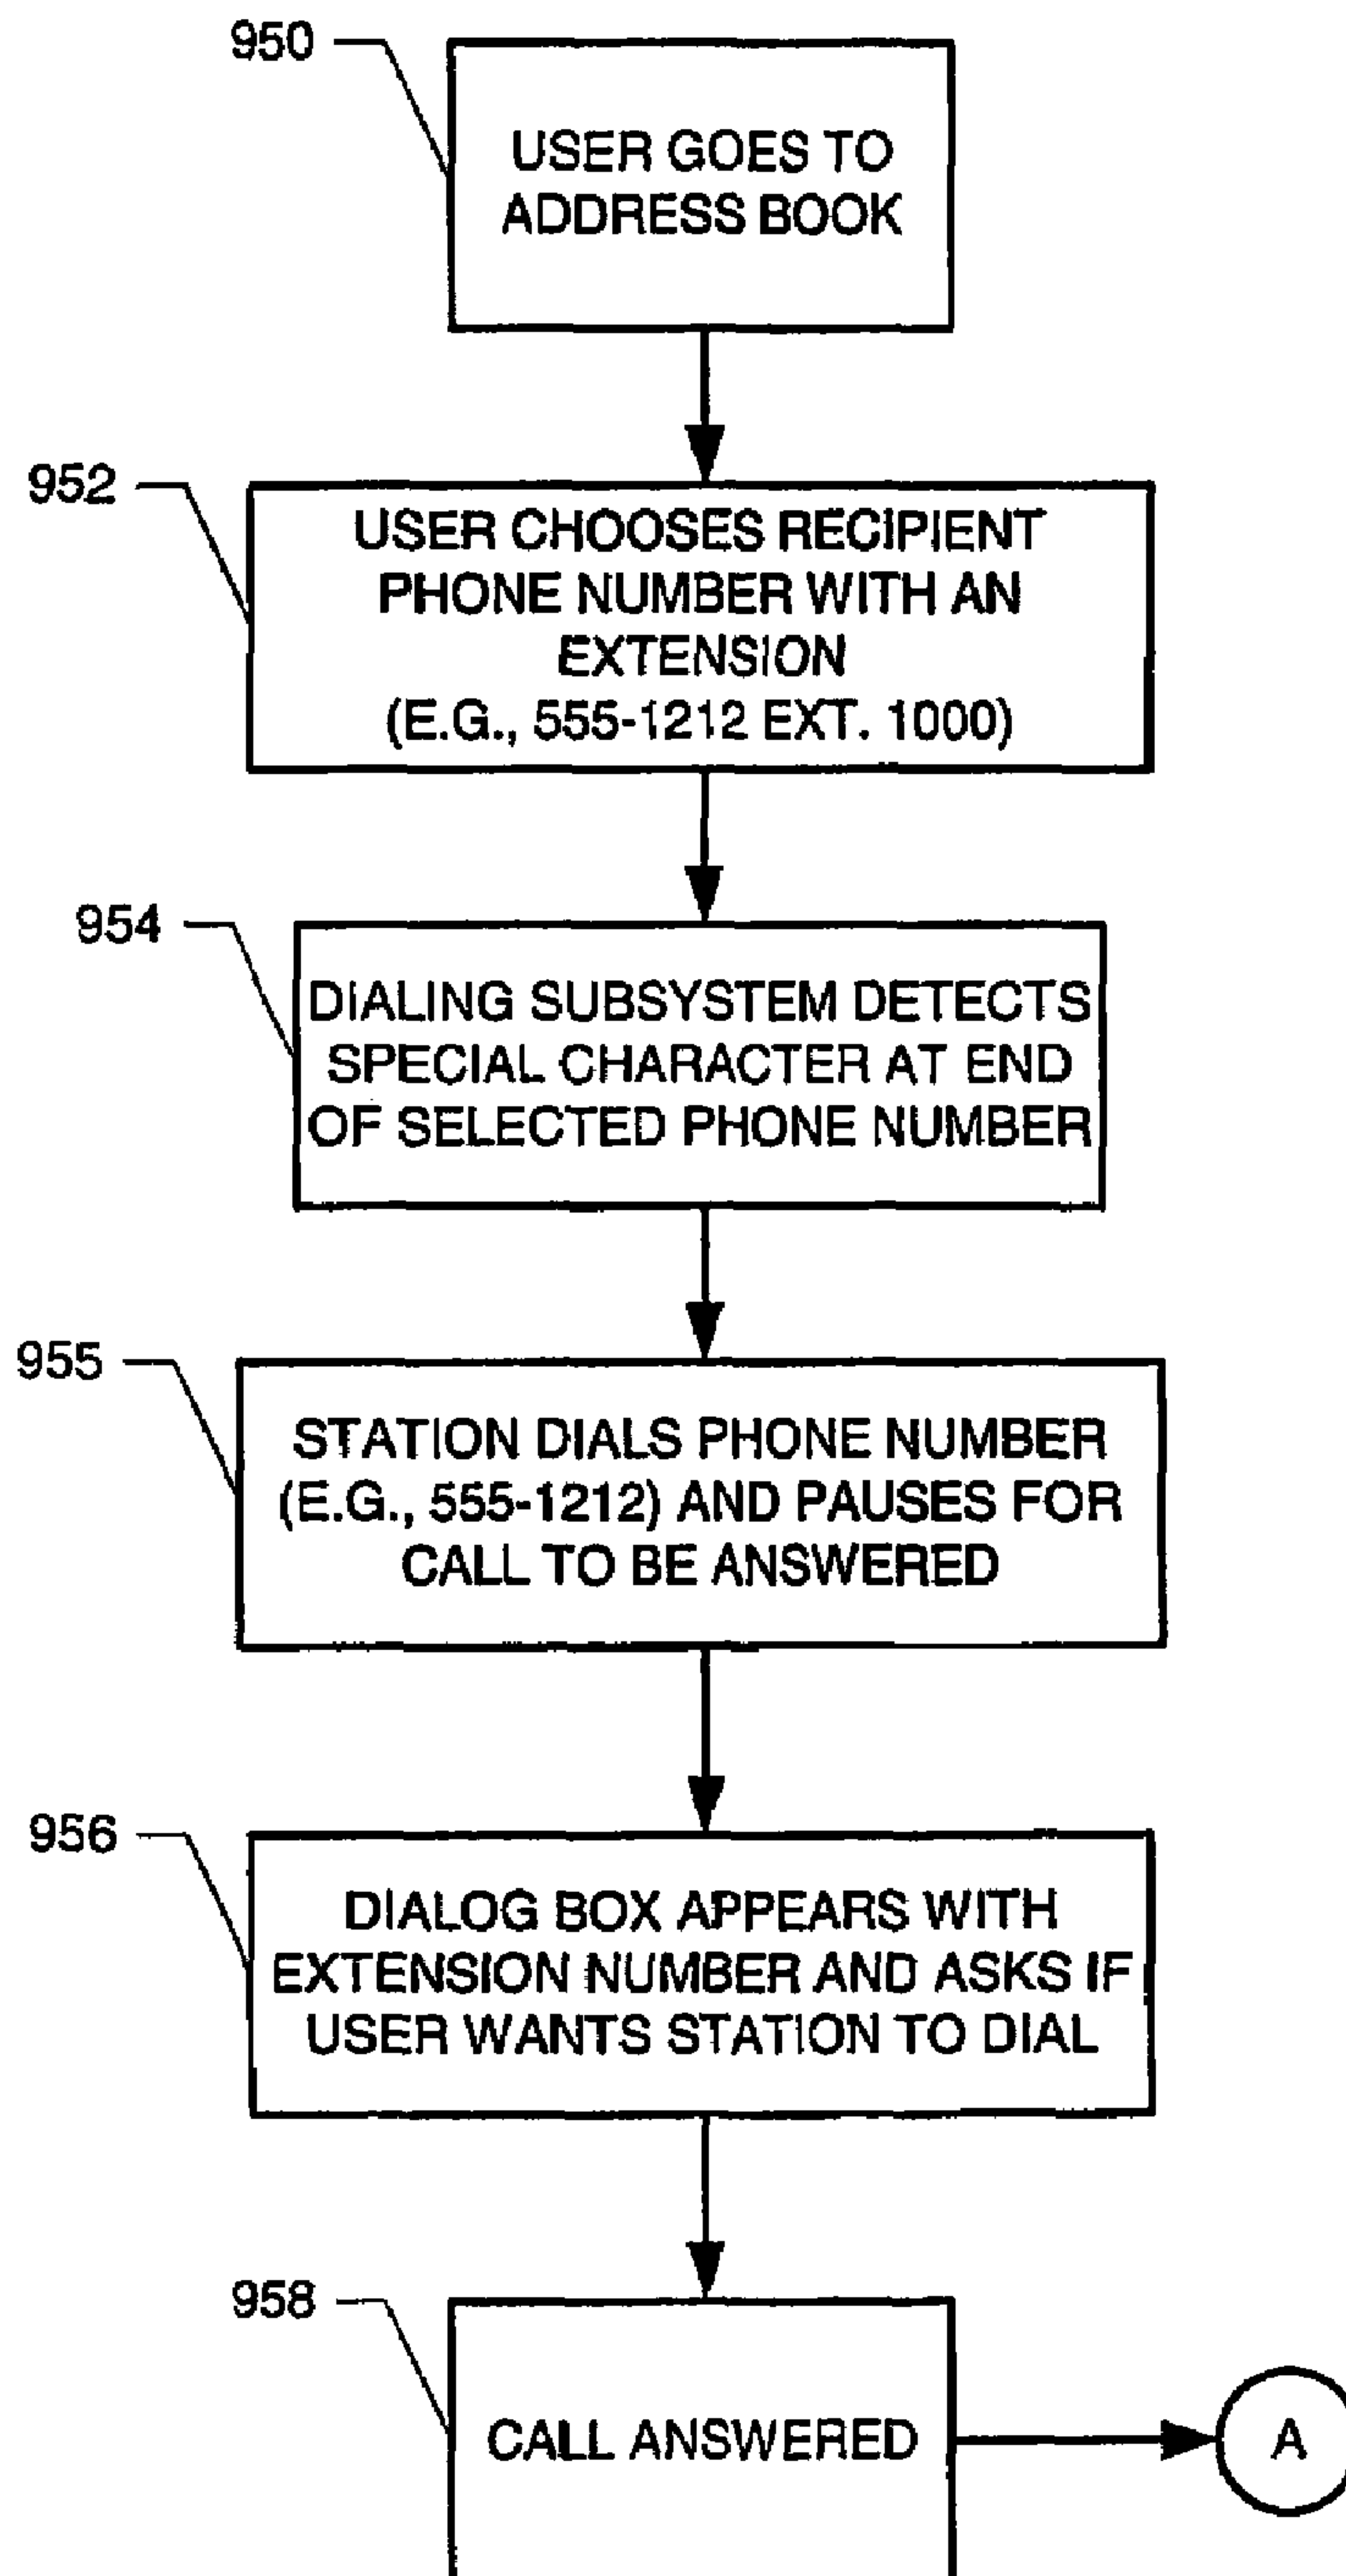 950
USER GOES TO
ADDRESS BOOK
952
USER CHOOSES RECIPIENT
PHONE NUMBER WITH AN
EXTENSION
(E.G., 555-1212 EXT. 1000)
954
DIALING SUBSYSTEM DETECTS
SPECIAL CHARACTER AT END
OF SELECTED PHONE NUMBER
955
STATION DIALS PHONE NUMBER
(E.G., 555-1212) AND PAUSES FOR
CALL TO BE ANSWERED
956
DIALOG BOX APPEARS WITH
EXTENSION NUMBER AND ASKS IF
USER WANTS STATION TO DIAL
958
CALL ANSWERED
A